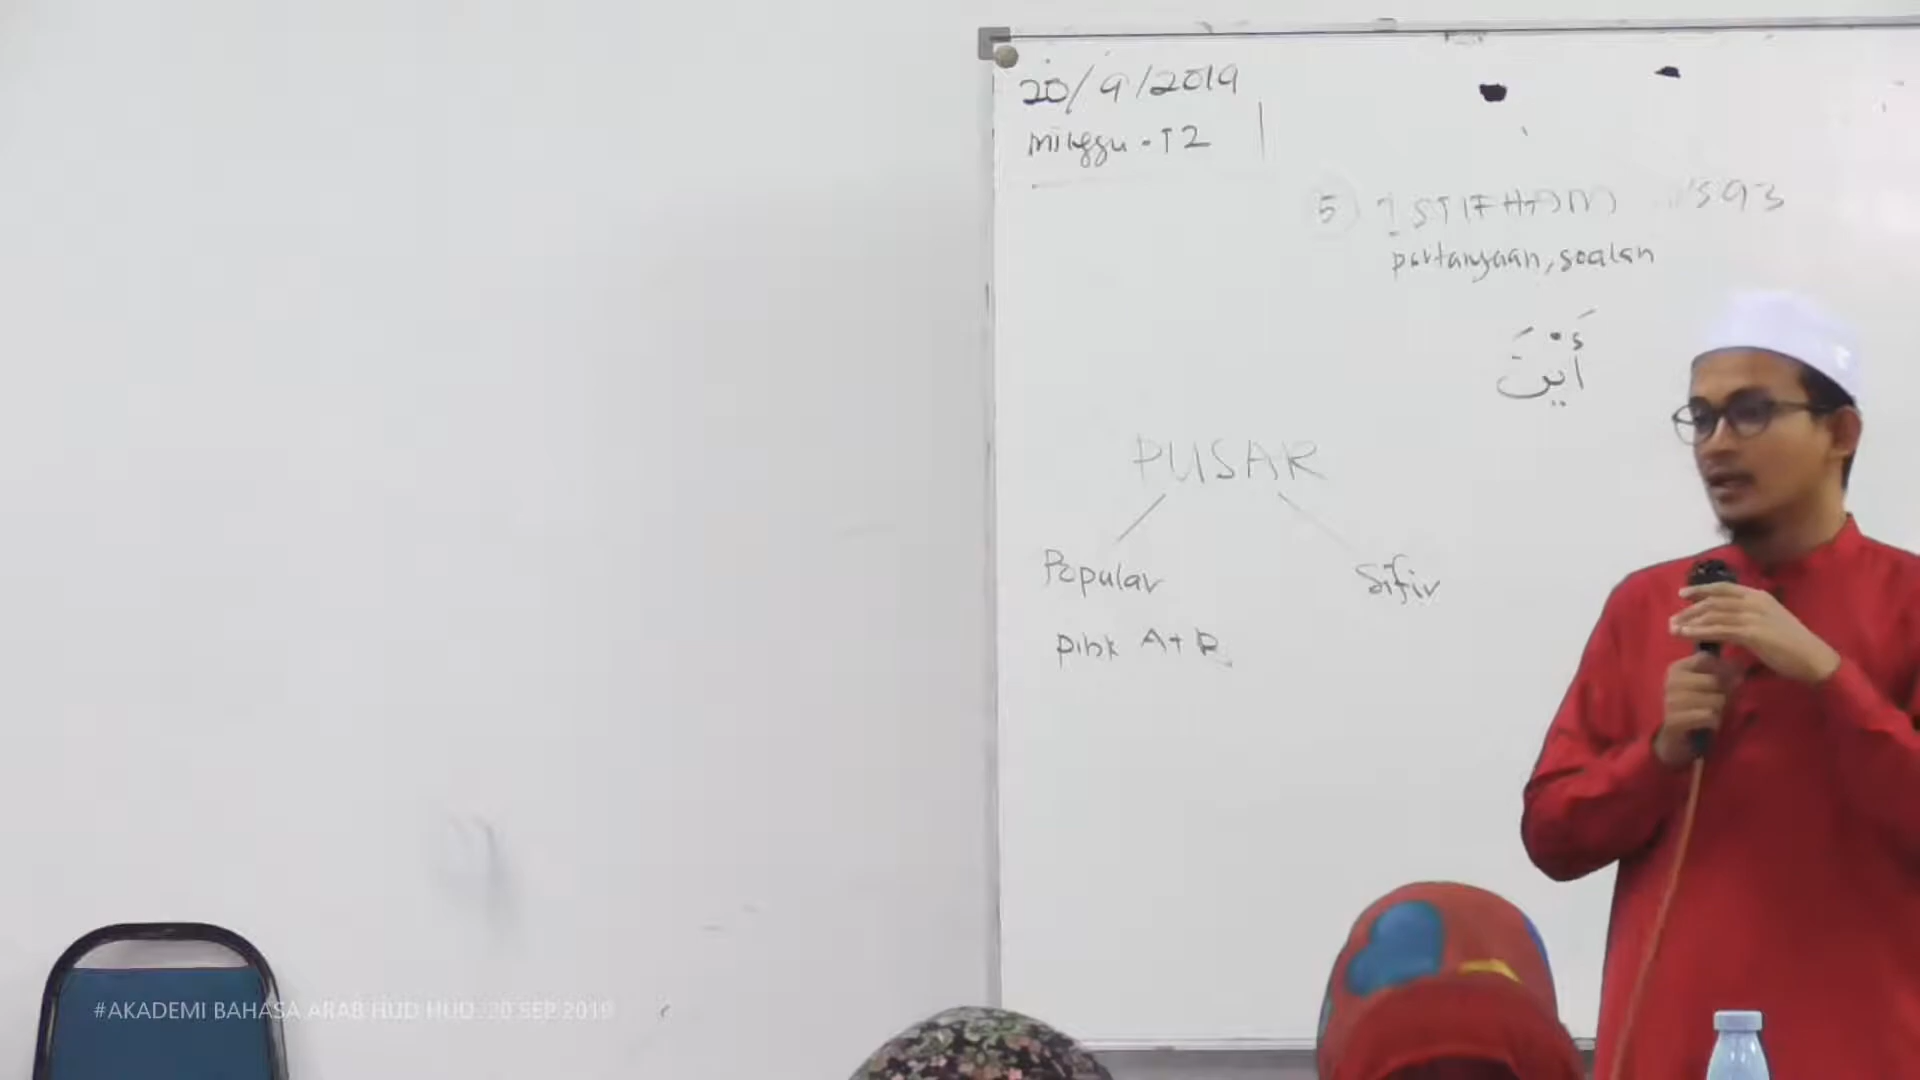 20/9/2019
minggu - 12
5 ISTIFHAM 593
pertanyaan, soalan
أَيْنَ
PUSAR
Popular
Sifir
pink A+B
#AKADEMI BAHASA ARAB HUD HUD 20 SEP 2019